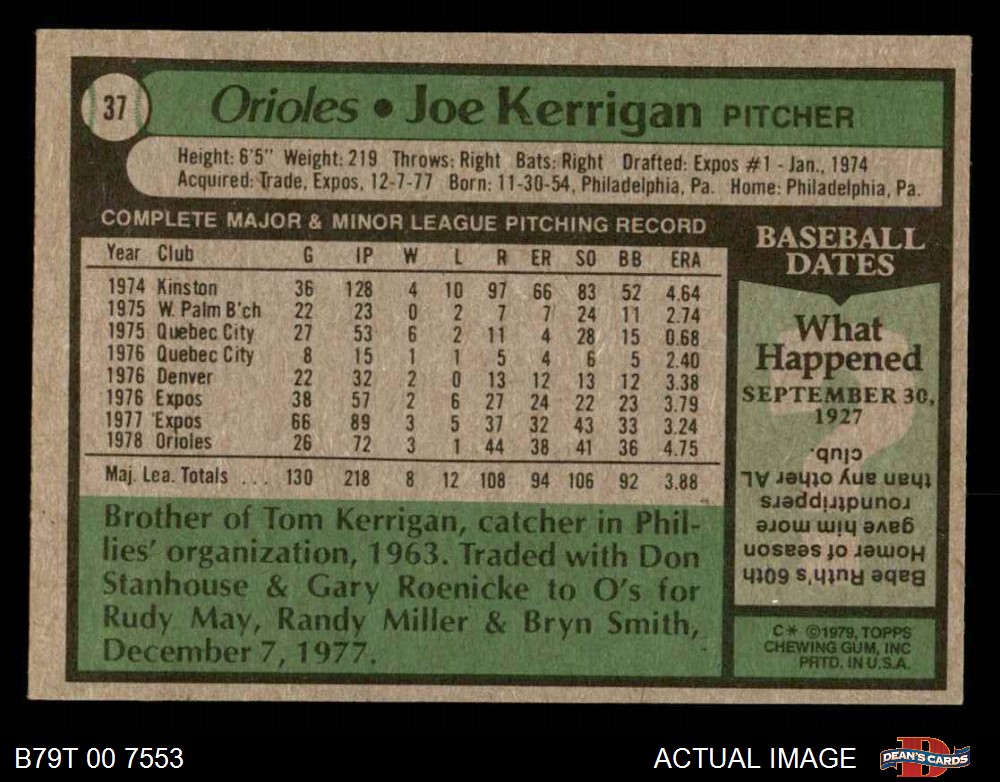 37
Orioles • Joe Kerrigan PITCHER
Height: 6'5" Weight: 219 Throws: Right Bats: Right Drafted: Expos #1 - Jan., 1974
Acquired: Trade, Expos, 12-7-77 Born: 11-30-54, Philadelphia, Pa. Home: Philadelphia, Pa.
COMPLETE MAJOR & MINOR LEAGUE PITCHING RECORD
Year Club G IP W L R ER SO BB ERA
1974 Kinston 36 128 4 10 97 66 83 52 4.64
1975 W. Palm B'ch 22 23 0 2 7 7 24 11 2.74
1975 Quebec City 27 53 6 2 11 4 28 15 0.68
1976 Quebec City 8 15 1 1 5 4 6 5 2.40
1976 Denver 22 32 2 0 13 12 13 12 3.38
1976 Expos 38 57 2 6 27 24 22 23 3.79
1977 Expos 66 89 3 5 37 32 43 33 3.24
1978 Orioles 26 72 3 1 44 38 41 36 4.75
Maj. Lea. Totals ... 130 218 8 12 108 94 106 92 3.88
Brother of Tom Kerrigan, catcher in Phil-
lies' organization, 1963. Traded with Don
Stanhouse & Gary Roenicke to O's for
Rudy May, Randy Miller & Bryn Smith,
December 7, 1977.
BASEBALL
DATES
What
Happened
SEPTEMBER 30,
1927
Babe Ruth's 60th
Homer of season
gave him more
roundtrippers
than any other AL
club.
C* ©1979, TOPPS
CHEWING GUM, INC
PRTD. IN U.S.A.
B79T 00 7553
ACTUAL IMAGE
DEAN'S CARDS